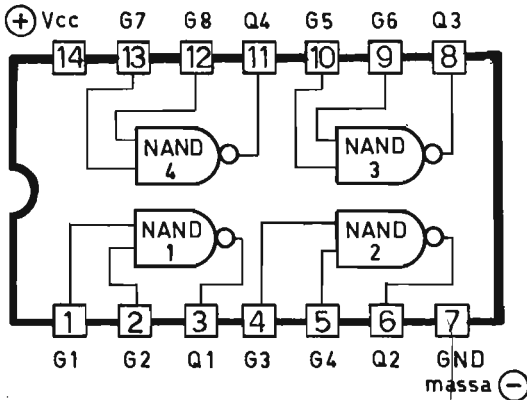 + Vcc G7 G8 Q4 G5 G6 Q3
14 13 12 11 10 9 8
NAND 4
NAND 3
NAND 1
NAND 2
1 2 3 4 5 6 7
G1 G2 Q1 G3 G4 Q2 GND
massa −